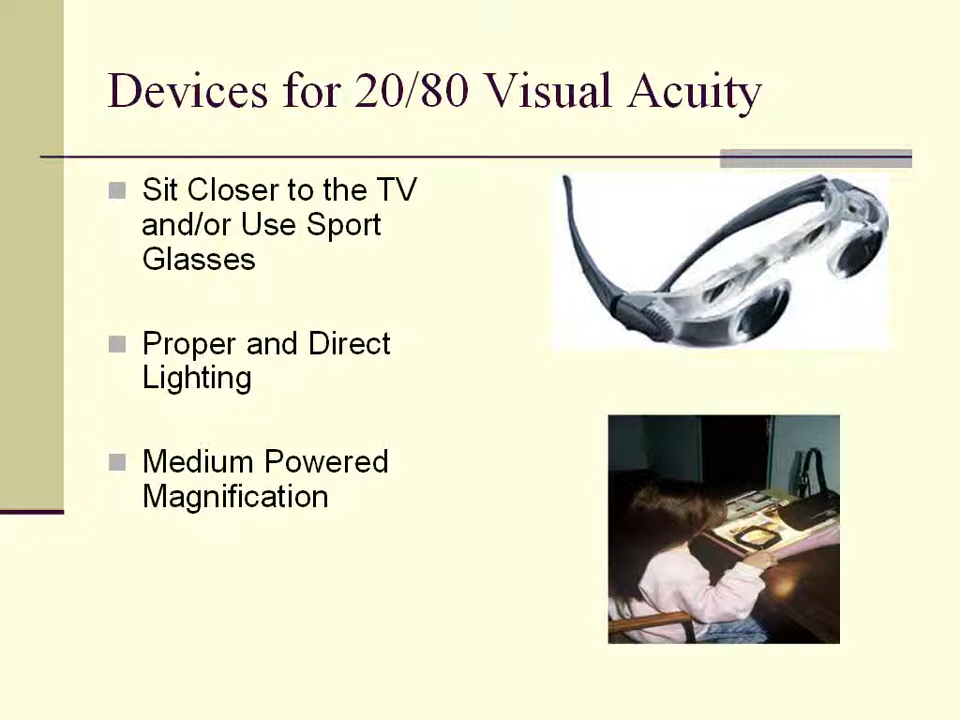 Devices for 20/80 Visual Acuity
Sit Closer to the TV
and/or Use Sport
Glasses
Proper and Direct
Lighting
Medium Powered
Magnification